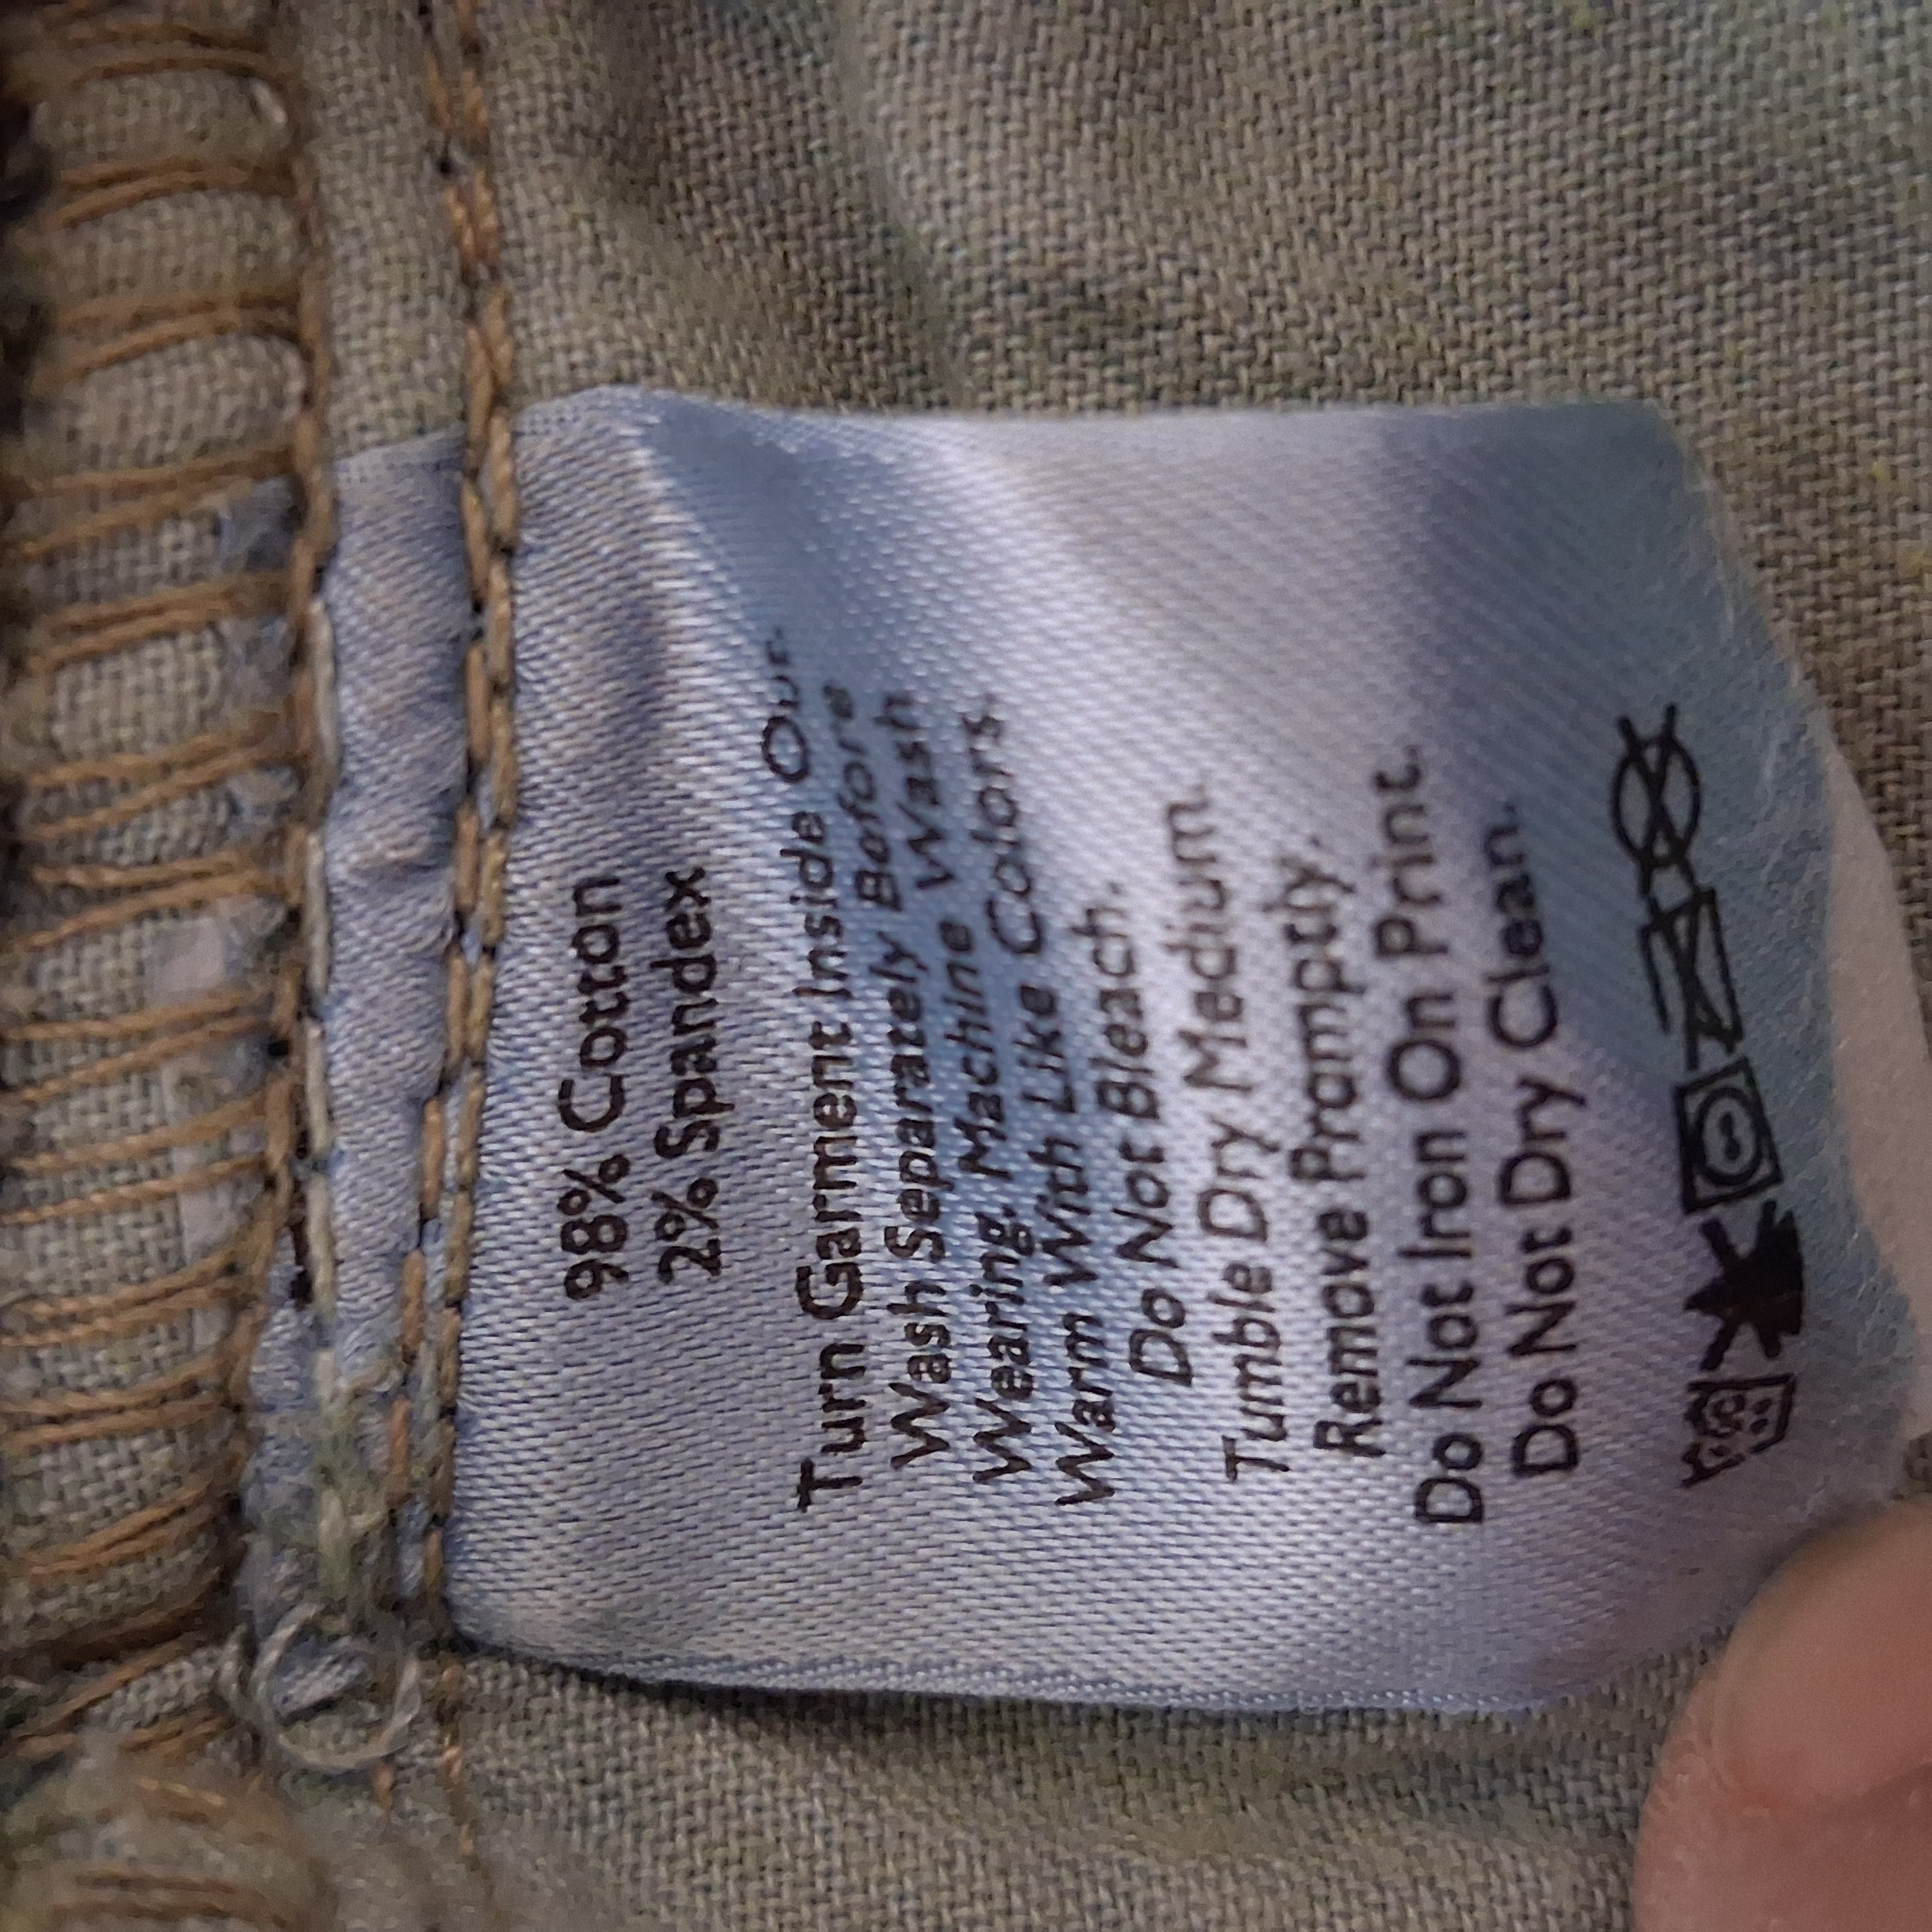 98% Cotton
2% Spandex
Turn Garment Inside Out.
Wash Separately Before
Wearing. Machine Wash
Warm With Like Colors.
Do Not Bleach.
Tumble Dry Medium.
Remove Promptly.
Do Not Iron On Print.
Do Not Dry Clean.